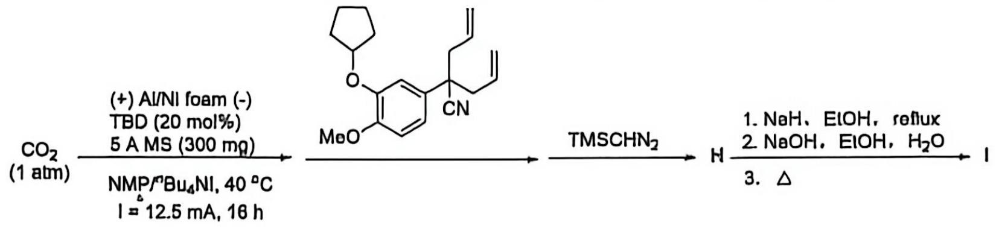 CO₂
(1 atm)
(+) Al/Ni foam (-)
TBD (20 mol%)
5 A MS (300 mg)
NMP/ⁿBu₄NI, 40 °C
I = 12.5 mA, 16 h
O
MeO
CN
TMSCHN₂
H
1. NaH, EtOH, reflux
2. NaOH, EtOH, H₂O
3. Δ
I